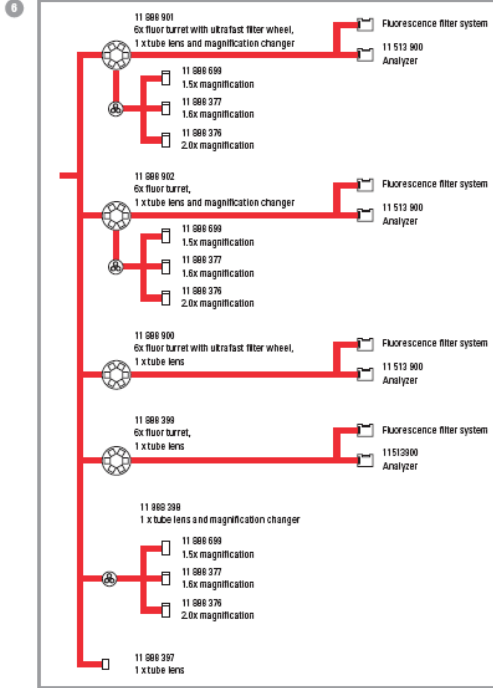 6
11 888 901
6x fluor turret with ultrafast filter wheel,
1 x tube lens and magnification changer
Fluorescence filter system
11 513 900
Analyzer
11 888 699
1.5x magnification
11 888 377
1.6x magnification
11 888 376
2.0x magnification
11 888 902
6x fluor turret,
1 x tube lens and magnification changer
Fluorescence filter system
11 513 900
Analyzer
11 888 699
1.5x magnification
11 888 377
1.6x magnification
11 888 376
2.0x magnification
11 888 900
6x fluor turret with ultrafast filter wheel,
1 x tube lens
Fluorescence filter system
11 513 900
Analyzer
11 888 399
6x fluor turret,
1 x tube lens
Fluorescence filter system
11513900
Analyzer
11 888 398
1 x tube lens and magnification changer
11 888 699
1.5x magnification
11 888 377
1.6x magnification
11 888 376
2.0x magnification
11 888 397
1 x tube lens